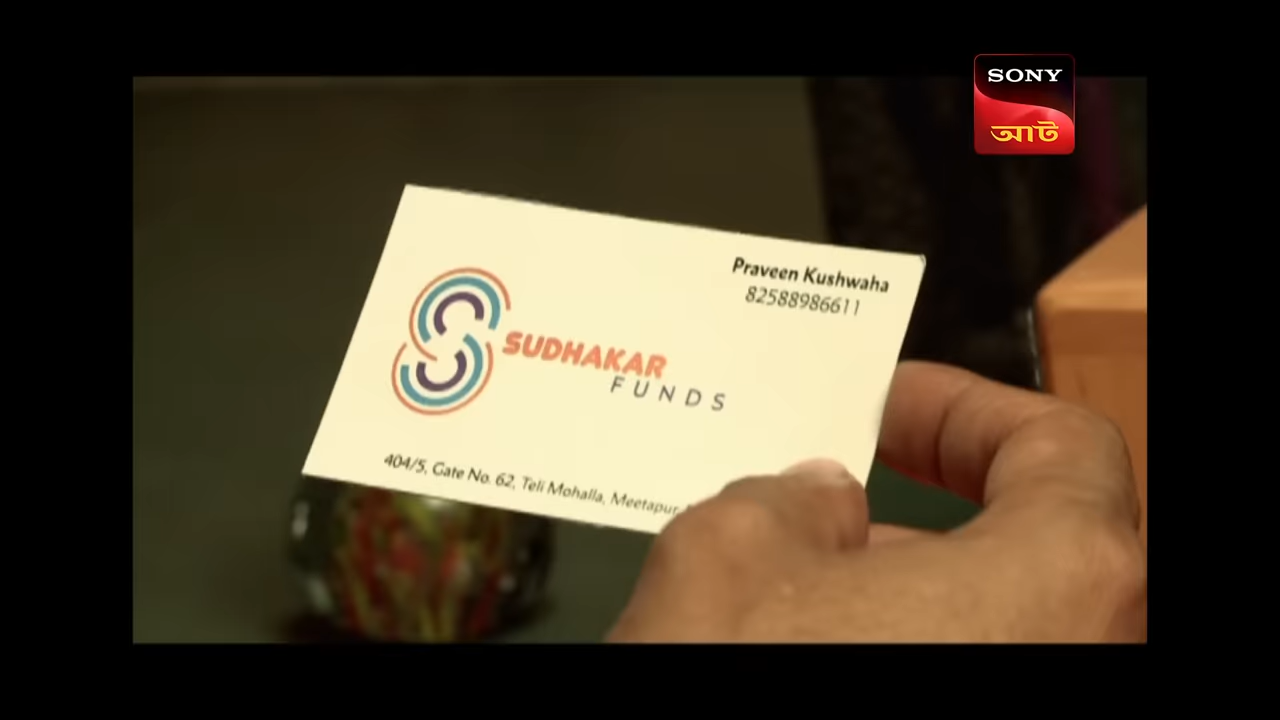 SONY
আট
Praveen Kushwaha
82588986611
SUDHAKAR
FUNDS
404/5, Gate No. 62, Teli Mohalla, Meetapur,